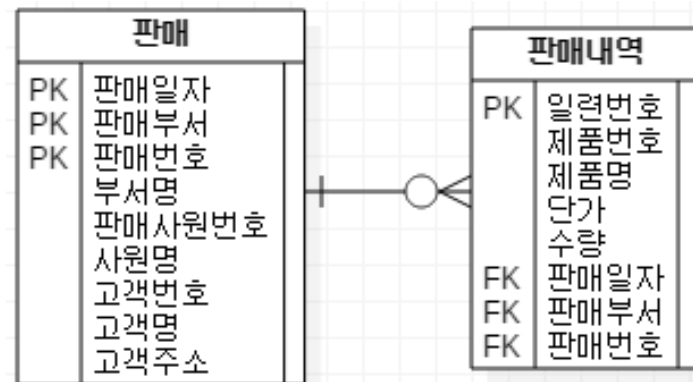 판매
PK 판매일자
PK 판매부서
PK 판매번호
부서명
판매사원번호
사원명
고객번호
고객명
고객주소
판매내역
PK 일련번호
제품번호
제품명
단가
수량
FK 판매일자
FK 판매부서
FK 판매번호